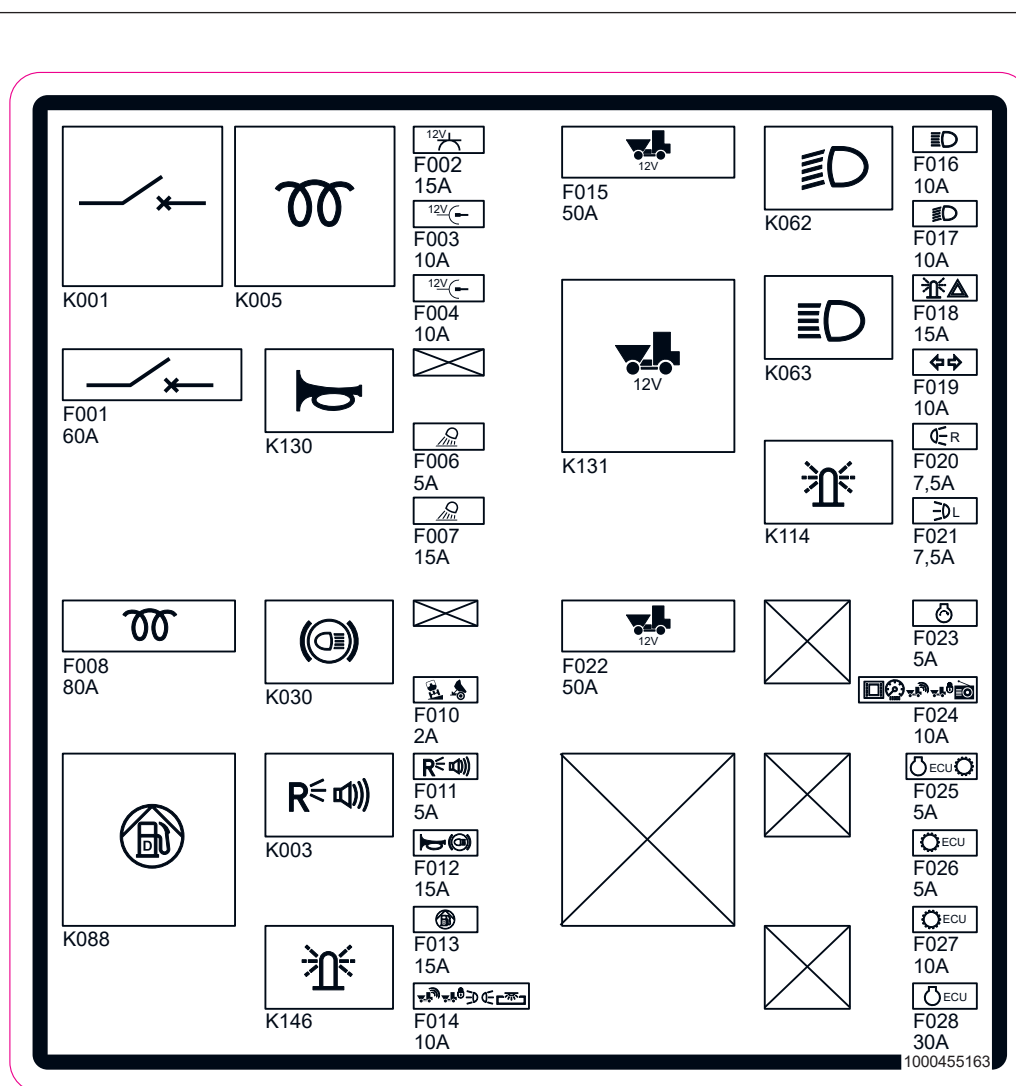 K001
K005
12V
F002
15A
12V
F003
10A
12V
F004
10A
F001
60A
K130
F006
5A
F007
15A
F008
80A
K030
F010
2A
D
K088
R
K003
R
F011
5A
F012
15A
F013
15A
K146
F014
10A
12V
F015
50A
K062
F016
10A
F017
10A
12V
K131
K063
F018
15A
F019
10A
K114
R
F020
7,5A
L
F021
7,5A
12V
F022
50A
F023
5A
F024
10A
ECU
F025
5A
ECU
F026
5A
ECU
F027
10A
ECU
F028
30A
1000455163